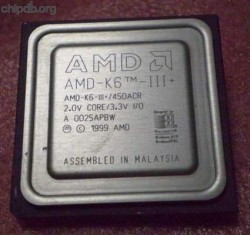 chipdb.org
AMD
AMD-K6™-III+
AMD-K6-III+/450ACR
2.0V CORE/3.3V I/O
A 0025APBW
© 1999 AMD
ASSEMBLED IN MALAYSIA